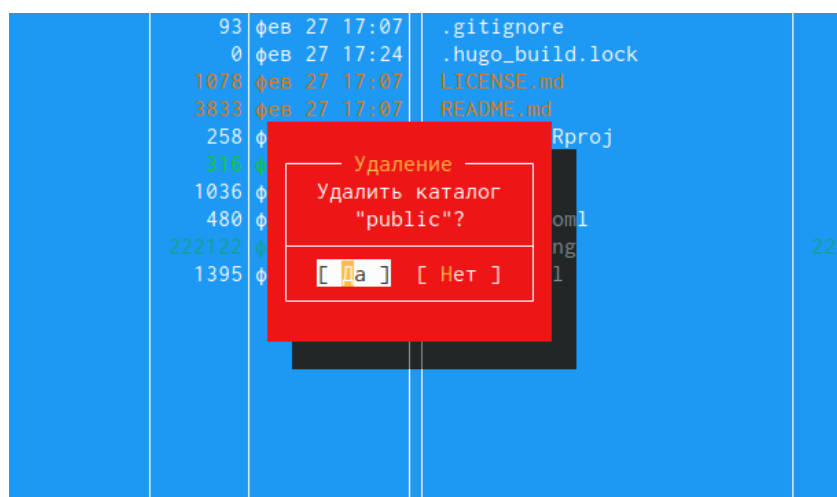 93 фев 27 17:07 .gitignore
0 фев 27 17:24 .hugo_build.lock
1078 фев 27 17:07 LICENSE.md
3833 фев 27 17:07 README.md
258 ф Rproj
316 ф
1036 ф
480 ф oml
222122 ф ng 22
1395 ф l
Удаление
Удалить каталог
"public"?
[ Да ] [ Нет ]